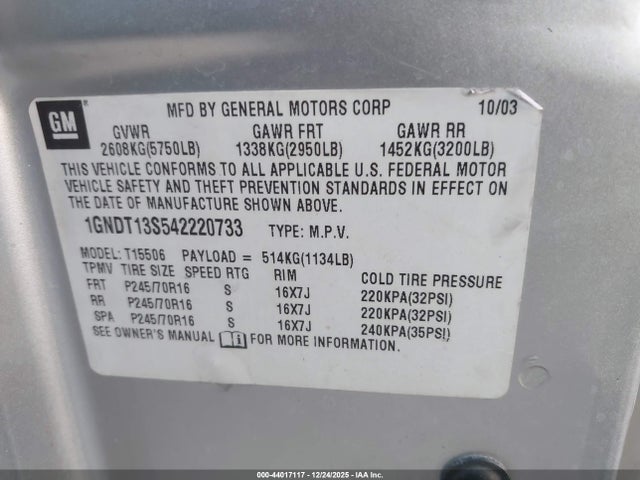 GM
MFD BY GENERAL MOTORS CORP 10/03
GVWR GAWR FRT GAWR RR
2608KG(5750LB) 1338KG(2950LB) 1452KG(3200LB)
THIS VEHICLE CONFORMS TO ALL APPLICABLE U.S. FEDERAL MOTOR
VEHICLE SAFETY AND THEFT PREVENTION STANDARDS IN EFFECT ON
THE DATE OF MANUFACTURE SHOWN ABOVE.
1GNDT13S542220733 TYPE: M.P.V.
MODEL: T15506 PAYLOAD = 514KG(1134LB)
TPMV TIRE SIZE SPEED RTG RIM COLD TIRE PRESSURE
FRT P245/70R16 S 16X7J 220KPA(32PSI)
RR P245/70R16 S 16X7J 220KPA(32PSI)
SPA P245/70R16 S 16X7J 240KPA(35PSI)
SEE OWNER'S MANUAL FOR MORE INFORMATION.
000-44017117 - 12/24/2025 - IAAI.COM